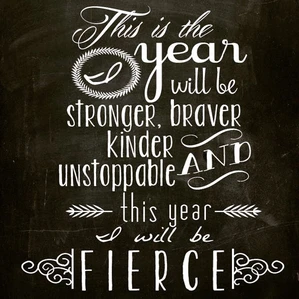 This is the
year
I will be
stronger, braver
kinder
AND
unstoppable
this year
I will be
FIERCE